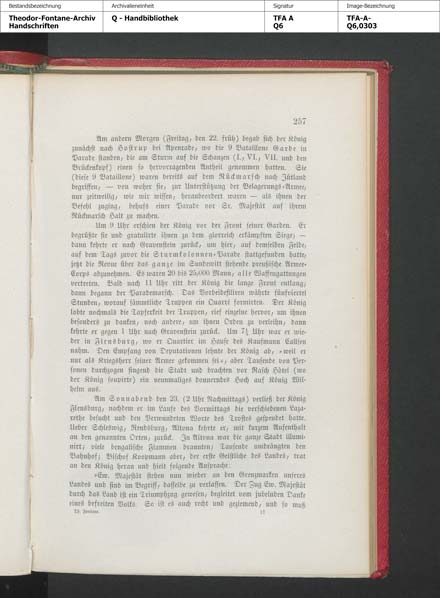 Bestandsbezeichnung
Archivalieneinheit
Signatur
Image-Bezeichnung
Theodor-Fontane-Archiv
Handschriften
Q - Handbibliothek
TFA A
Q6
TFA-A-
Q6,0303
257
Am andern Morgen (Freitag, den 22. früh) begab sich der König
zunächst nach Hostrup bei Apenrade, wo die 9 Bataillone Garde in
Parade standen, die am Sturm auf die Schanzen (I., VI., VII. und den
Brückenkopf) einen so hervorragenden Antheil genommen hatten. Sie
(diese 9 Bataillone) waren bereits auf dem Rückmarsch nach Jütland
begriffen, — von woher sie, zur Unterstützung der Belagerungs-Armee,
nur zeitweilig, wie wir wissen, heranbeordert waren — als ihnen der
Befehl zuging, behufs einer Parade vor Sr. Majestät auf ihrem
Rückmarsch Halt zu machen.
Um 9 Uhr erschien der König vor der Front seiner Garden. Er
begrüßte sie und gratulirte ihnen zu dem glorreich erkämpften Siege; —
dann kehrte er nach Gravenstein zurück, um hier, auf demselben Felde,
auf dem Tags zuvor die Sturmkolonnen-Parade stattgefunden hatte,
jetzt die Revüe über das ganze in Sundewitt stehende preußische Armee-
Corps abzunehmen. Es waren 20 bis 25,000 Mann; alle Waffengattungen
vertreten. Bald nach 11 Uhr ritt der König die lange Front entlang;
dann begann der Parademarsch. Das Vorbeidefiliren währte fünfviertel
Stunden, worauf sämmtliche Truppen ein Quarré formirten. Der König
lobte nochmals die Tapferkeit der Truppen, rief einzelne hervor, um ihnen
besonders zu danken, noch andere, um ihnen Orden zu verleihen, dann
kehrte er gegen 1 Uhr nach Gravenstein zurück. Um 7½ Uhr war er wie-
der in Flensburg, wo er Quartier im Hause des Kaufmann Callsen
nahm. Den Empfang von Deputationen lehnte der König ab, »weil er
nur als Kriegsherr seiner Armee gekommen sei«, aber Tausende von Per-
sonen durchzogen singend die Stadt und brachten vor Rasch Hôtel (wo
der König soupirte) ein neunmaliges donnerndes Hoch auf König Wil-
helm aus.
Am Sonnabend den 23. (2 Uhr Nachmittags) verließ der König
Flensburg, nachdem er im Laufe des Vormittags die verschiedenen Laza-
rethe besucht und den Verwundeten Worte des Trostes gespendet hatte.
Ueber Schleswig, Rendsburg, Altona kehrte er, mit kurzem Aufenthalt
an den genannten Orten, zurück. In Altona war die ganze Stadt illumi-
nirt; viele bengalische Flammen brannten; Tausende umdrängten den
Bahnhof; Bischof Koopmann aber, der erste Geistliche des Landes, trat
an den König heran und hielt folgende Ansprache:
»Ew. Majestät stehen nun wieder an den Grenzmarken unseres
Landes und sind im Begriff, dasselbe zu verlassen. Der Zug Ew. Majestät
durch das Land ist ein Triumphzug gewesen, begleitet vom jubelnden Danke
eines befreiten Volks. So ist es auch recht und geziemend, und so muß
Th. Fontane.
17